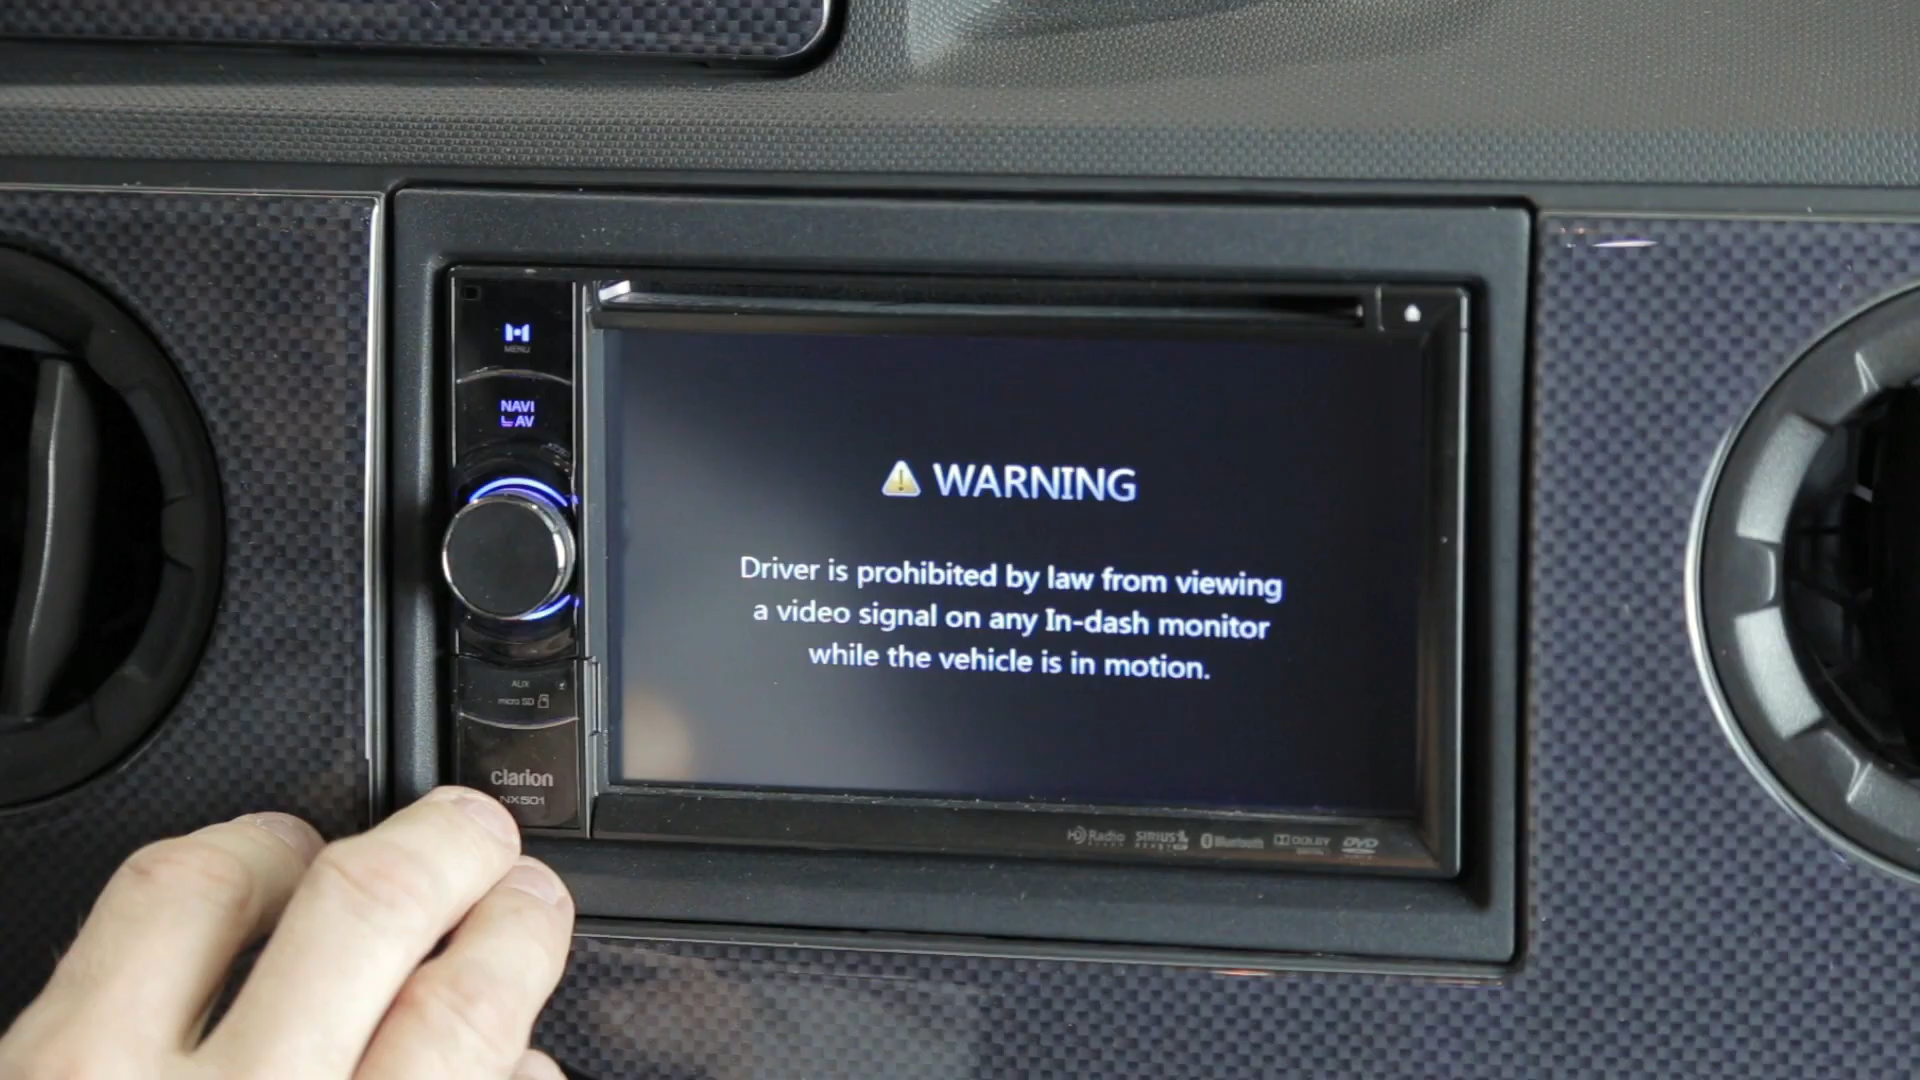 MENU
NAVI
AV
WARNING
Driver is prohibited by law from viewing
a video signal on any In-dash monitor
while the vehicle is in motion.
AUX
micro SD
clarion
NX501
HD Radio
SIRIUS
Bluetooth
DOLBY
DVD